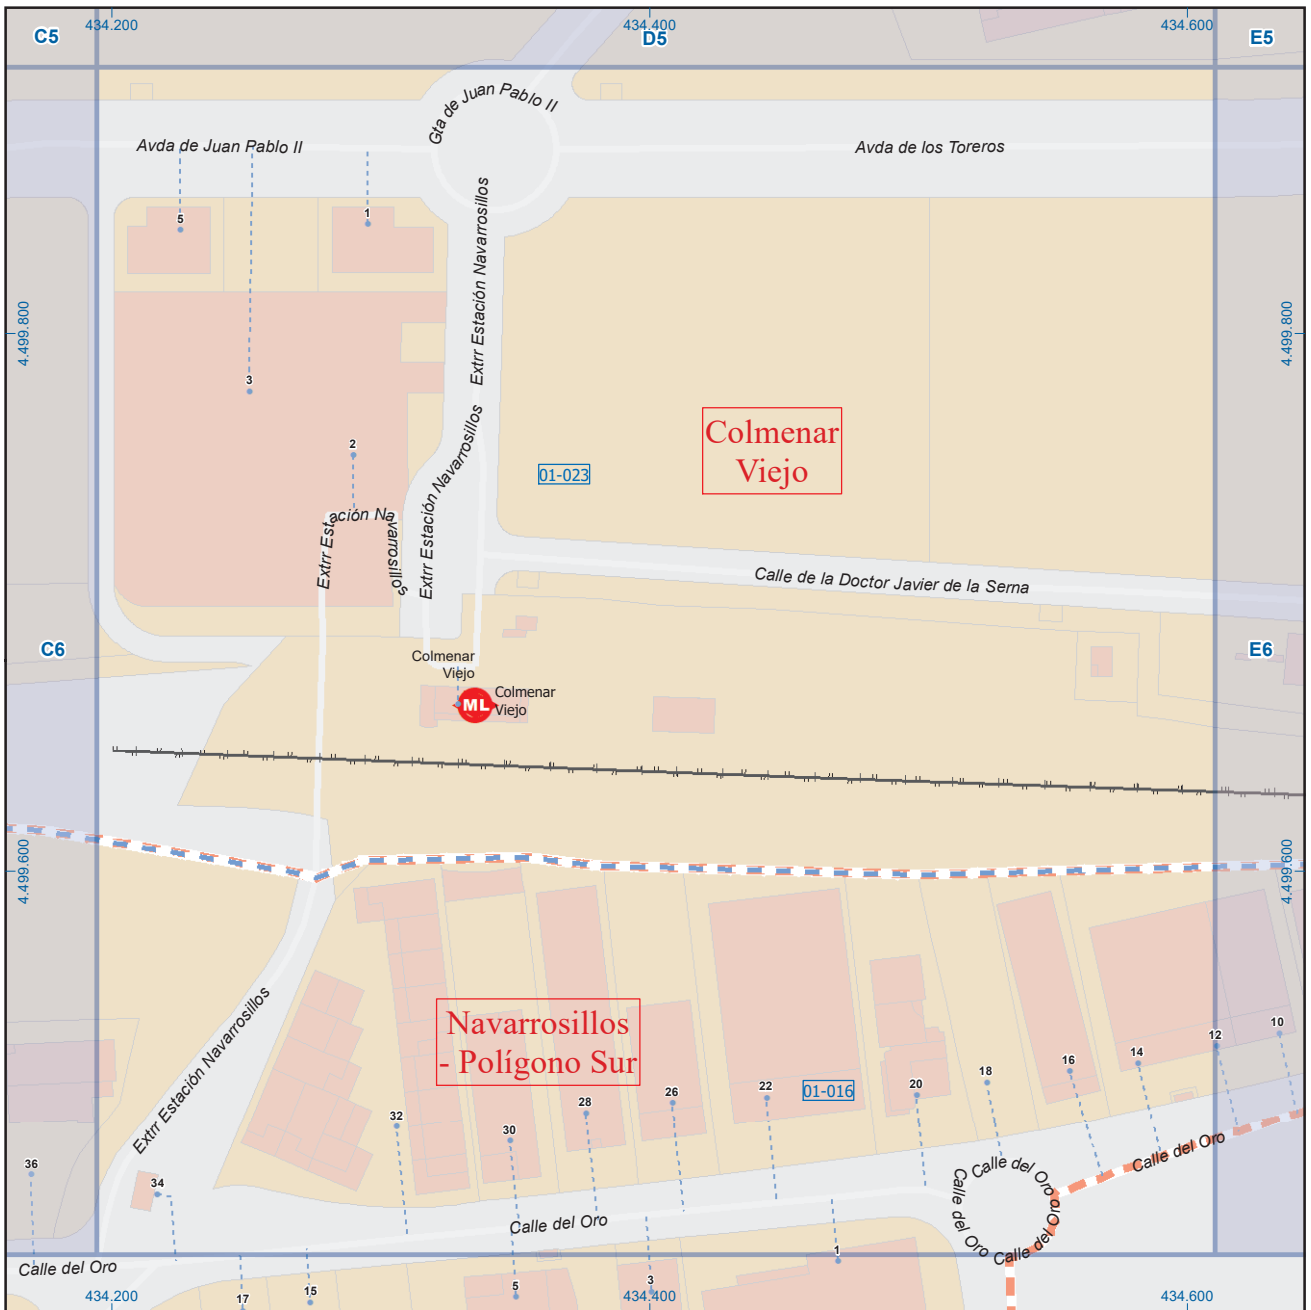 434.200
434.400
434.600
C5
D5
E5
Gta de Juan Pablo II
Avda de Juan Pablo II
Avda de los Toreros
5
1
Extrr Estación Navarrosillos
4.499.800
4.499.800
3
Colmenar
Viejo
2
01-023
Extrr Estación Navarrosillos
Extrr Estación Navarrosillos
Calle de la Doctor Javier de la Serna
C6
E6
Colmenar
Viejo
ML
Colmenar
Viejo
4.499.600
4.499.600
Extrr Estación Navarrosillos
Navarrosillos
- Polígono Sur
01-016
10
12
14
16
18
20
22
26
28
30
32
34
36
Calle del Oro
Calle del Oro
Calle del Oro
Calle del Oro
Calle del Oro
Calle del Oro
Calle del Oro
1
3
5
15
17
434.200
434.400
434.600